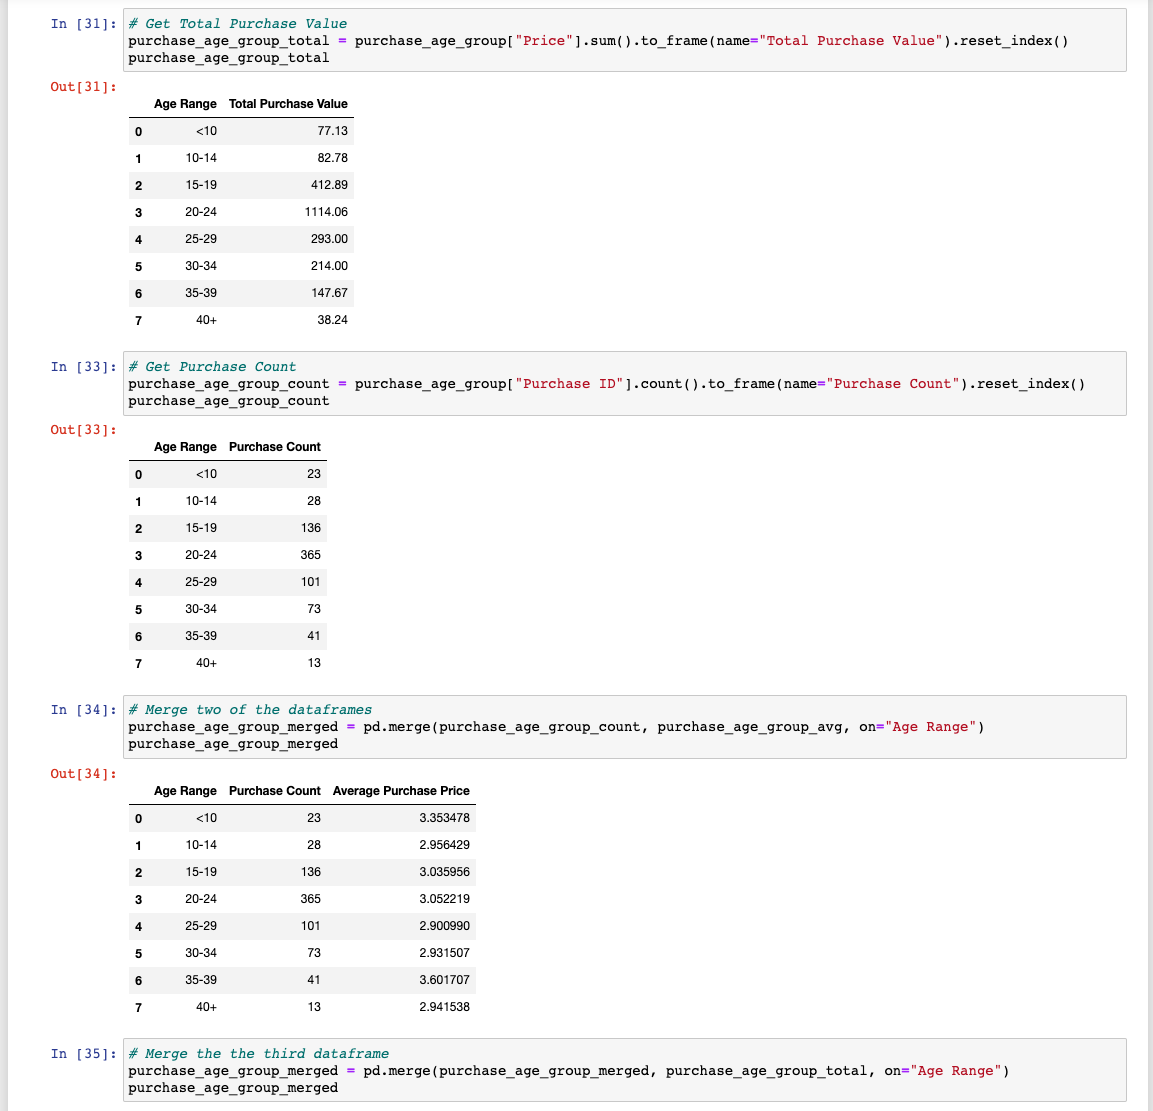 In [31]: # Get Total Purchase Value
purchase_age_group_total = purchase_age_group["Price"].sum().to_frame(name="Total Purchase Value").reset_index()
purchase_age_group_total
Out[31]:
Age Range Total Purchase Value
0 <10 77.13
1 10-14 82.78
2 15-19 412.89
3 20-24 1114.06
4 25-29 293.00
5 30-34 214.00
6 35-39 147.67
7 40+ 38.24
In [33]: # Get Purchase Count
purchase_age_group_count = purchase_age_group["Purchase ID"].count().to_frame(name="Purchase Count").reset_index()
purchase_age_group_count
Out[33]:
Age Range Purchase Count
0 <10 23
1 10-14 28
2 15-19 136
3 20-24 365
4 25-29 101
5 30-34 73
6 35-39 41
7 40+ 13
In [34]: # Merge two of the dataframes
purchase_age_group_merged = pd.merge(purchase_age_group_count, purchase_age_group_avg, on="Age Range")
purchase_age_group_merged
Out[34]:
Age Range Purchase Count Average Purchase Price
0 <10 23 3.353478
1 10-14 28 2.956429
2 15-19 136 3.035956
3 20-24 365 3.052219
4 25-29 101 2.900990
5 30-34 73 2.931507
6 35-39 41 3.601707
7 40+ 13 2.941538
In [35]: # Merge the the third dataframe
purchase_age_group_merged = pd.merge(purchase_age_group_merged, purchase_age_group_total, on="Age Range")
purchase_age_group_merged